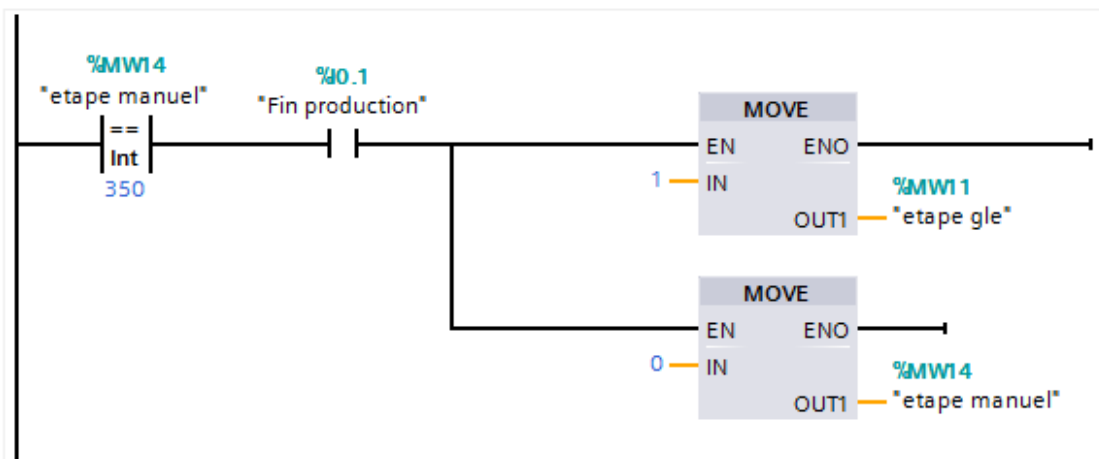 %MW14
"etape manuel"
==
Int
350
%I0.1
"Fin production"
MOVE
EN ENO
1 IN
OUT1
%MW11
"etape gle"
MOVE
EN ENO
0 IN
OUT1
%MW14
"etape manuel"